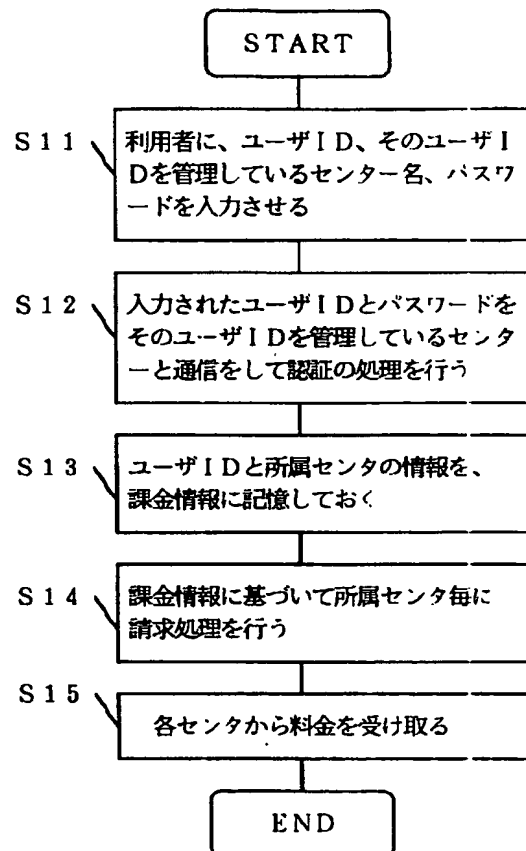 START
S11
利用者に、ユーザID、そのユーザI
Dを管理しているセンター名、パスワ
ードを入力させる
S12
入力されたユーザIDとパスワードを
そのユーザIDを管理しているセンタ
ーと通信をして認証の処理を行う
S13
ユーザIDと所属センタの情報を、
課金情報に記憶しておく
S14
課金情報に基づいて所属センタ毎に
請求処理を行う
S15
各センタから料金を受け取る
END